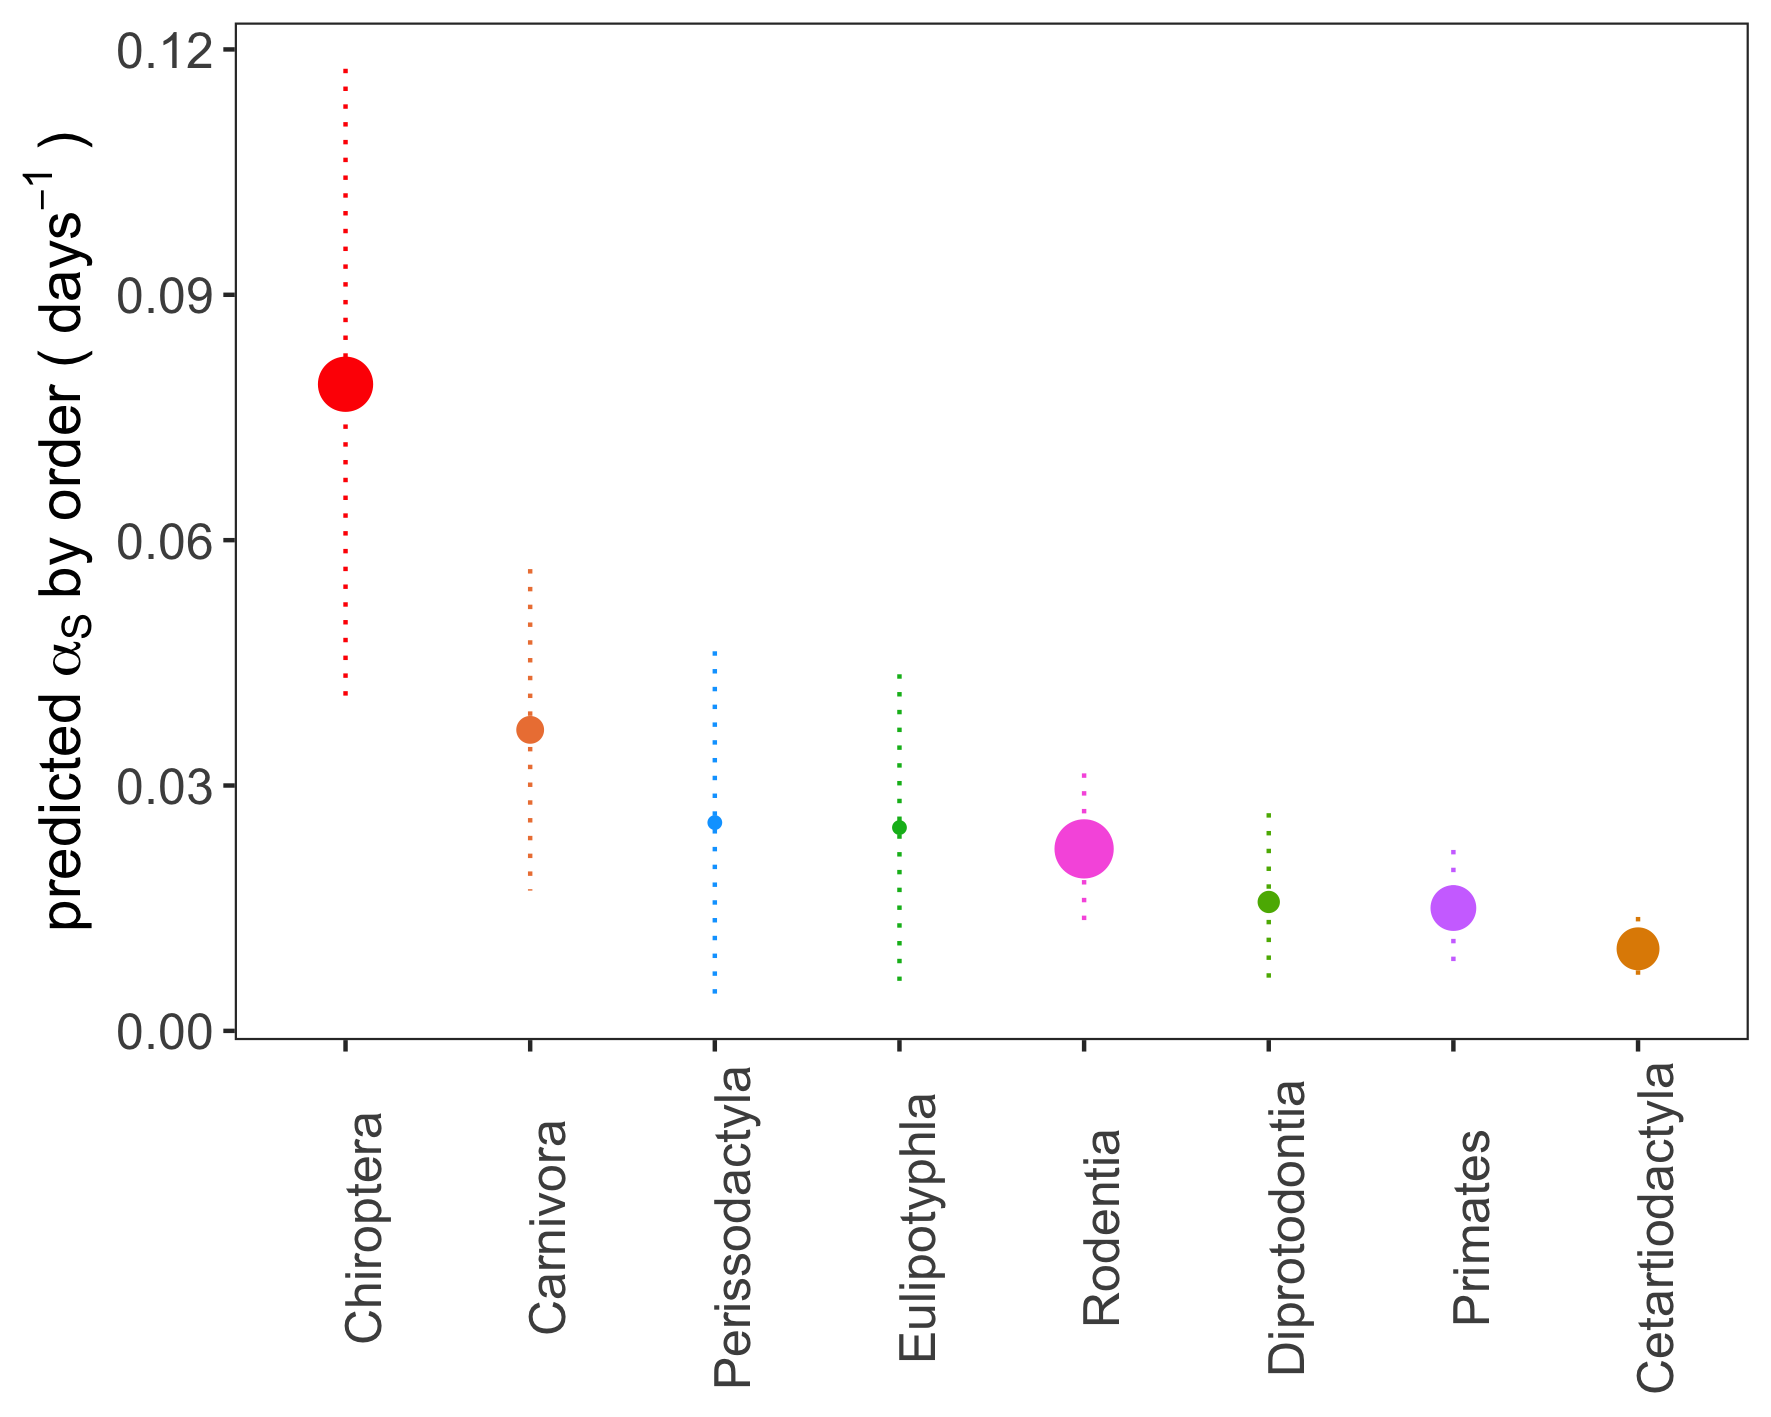 predicted αS by order ( days−1 )
0.12
0.09
0.06
0.03
0.00
Chiroptera
Carnivora
Perissodactyla
Eulipotyphla
Rodentia
Diprotodontia
Primates
Cetartiodactyla